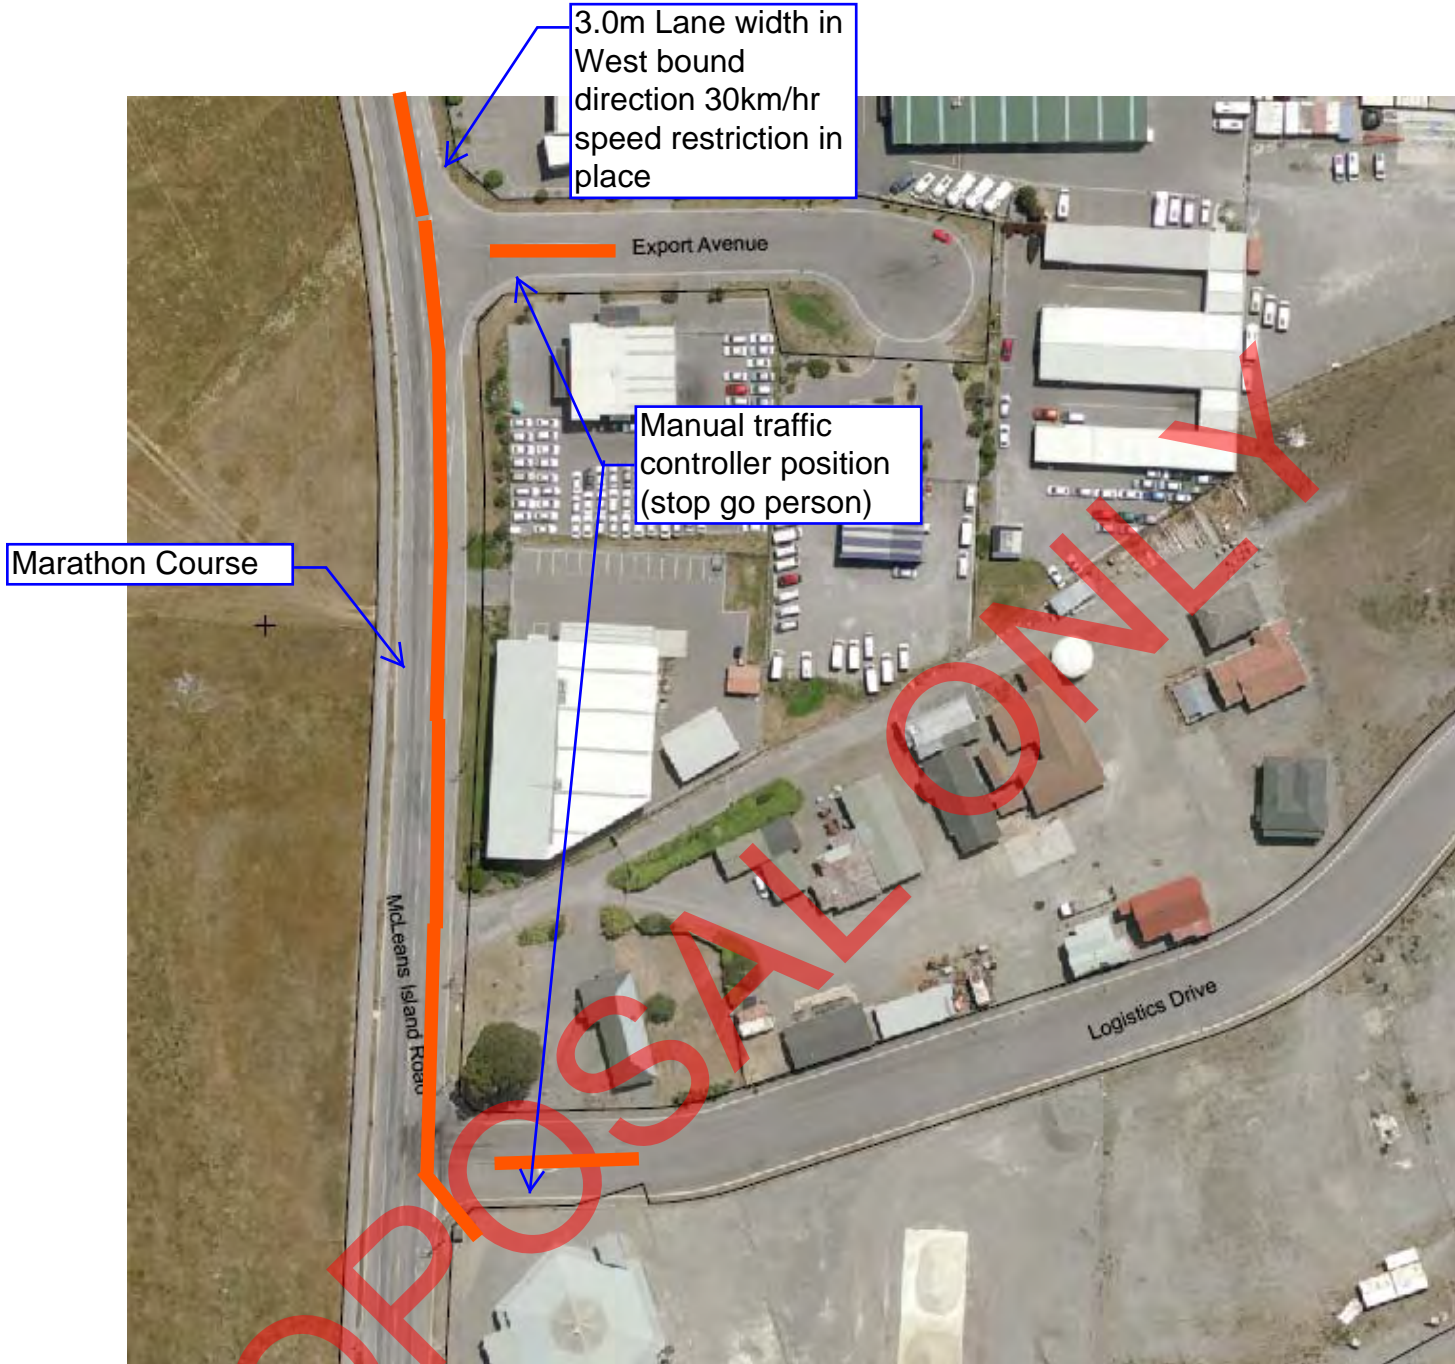 3.0m Lane width in
West bound
direction 30km/hr
speed restriction in
place
Export Avenue
Manual traffic
controller position
(stop go person)
Marathon Course
McLeans Island Road
Logistics Drive
OPOSAL ONLY